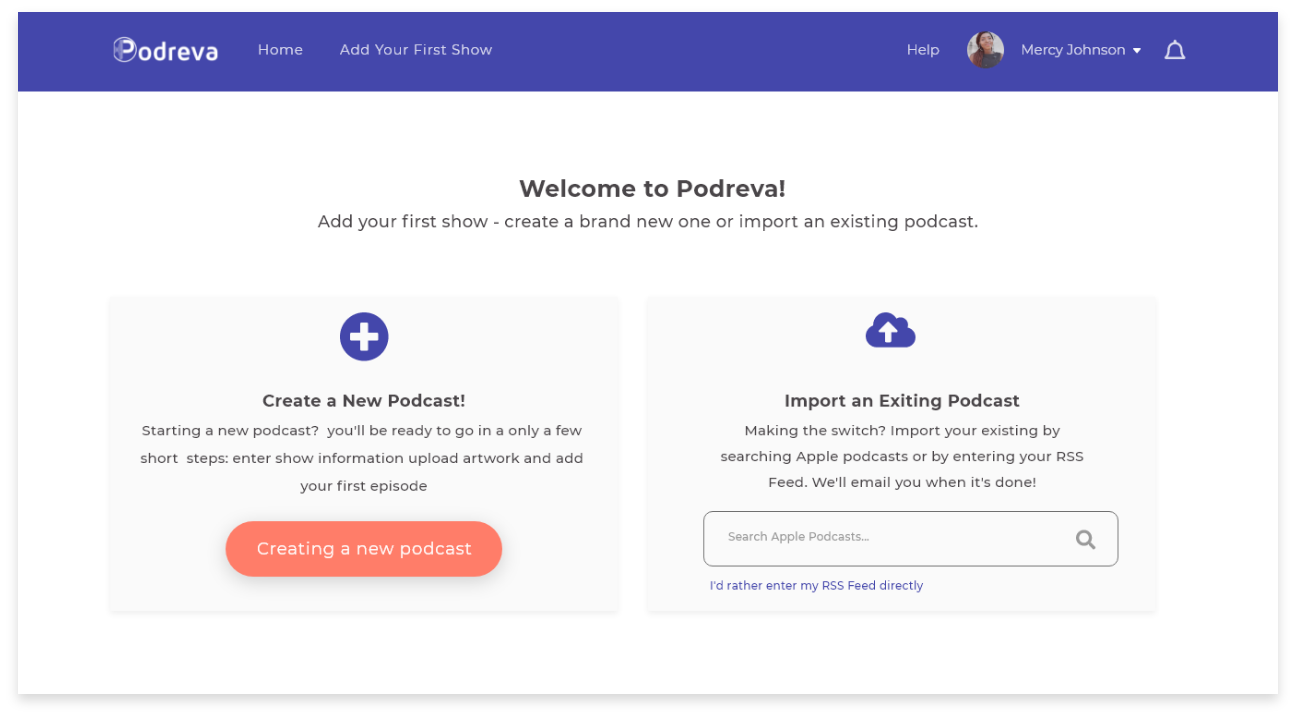 Podreva Home Add Your First Show Help Mercy Johnson
Welcome to Podreva!
Add your first show - create a brand new one or import an existing podcast.
Create a New Podcast!
Starting a new podcast?  you'll be ready to go in a only a few
short  steps: enter show information upload artwork and add
your first episode
Creating a new podcast
Import an Exiting Podcast
Making the switch? Import your existing by
searching Apple podcasts or by entering your RSS
Feed. We'll email you when it's done!
Search Apple Podcasts...
I'd rather enter my RSS Feed directly